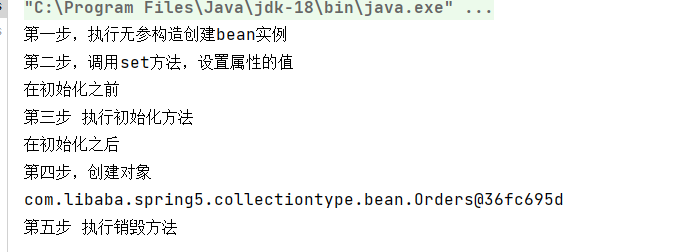 "C:\Program Files\Java\jdk-18\bin\java.exe" ...
第一步，执行无参构造创建bean实例
第二步，调用set方法，设置属性的值
在初始化之前
第三步 执行初始化方法
在初始化之后
第四步，创建对象
com.libaba.spring5.collectiontype.bean.Orders@36fc695d
第五步 执行销毁方法